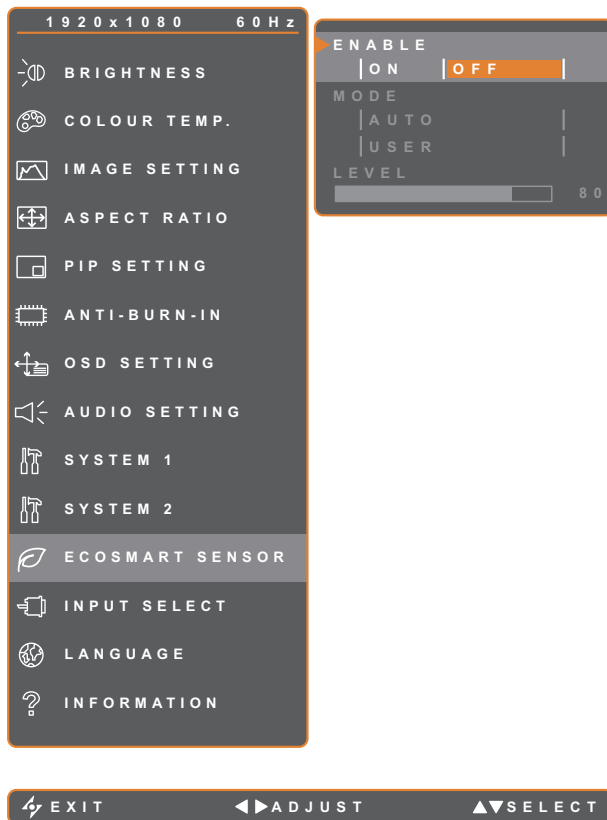 1920x1080 60Hz
BRIGHTNESS
COLOUR TEMP.
IMAGE SETTING
ASPECT RATIO
PIP SETTING
ANTI-BURN-IN
OSD SETTING
AUDIO SETTING
SYSTEM 1
SYSTEM 2
ECOSMART SENSOR
INPUT SELECT
LANGUAGE
INFORMATION
ENABLE
ON OFF
MODE
AUTO
USER
LEVEL
80
EXIT ADJUST SELECT